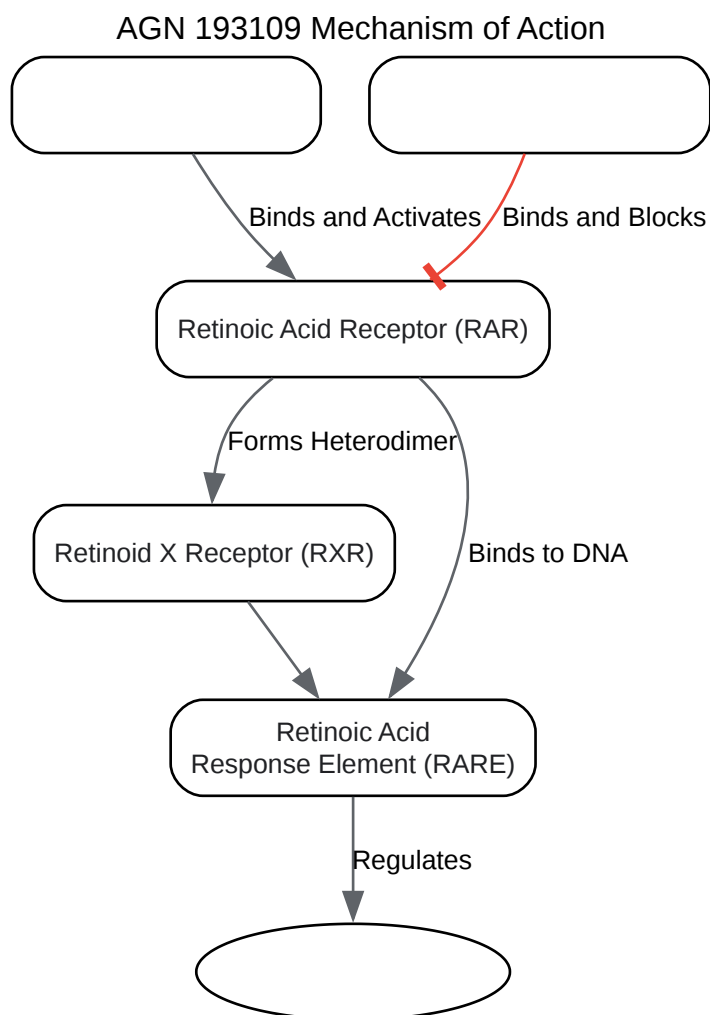 AGN 193109 Mechanism of Action
Binds and Activates
Binds and Blocks
Retinoic Acid Receptor (RAR)
Forms Heterodimer
Retinoid X Receptor (RXR)
Binds to DNA
Retinoic Acid
Response Element (RARE)
Regulates